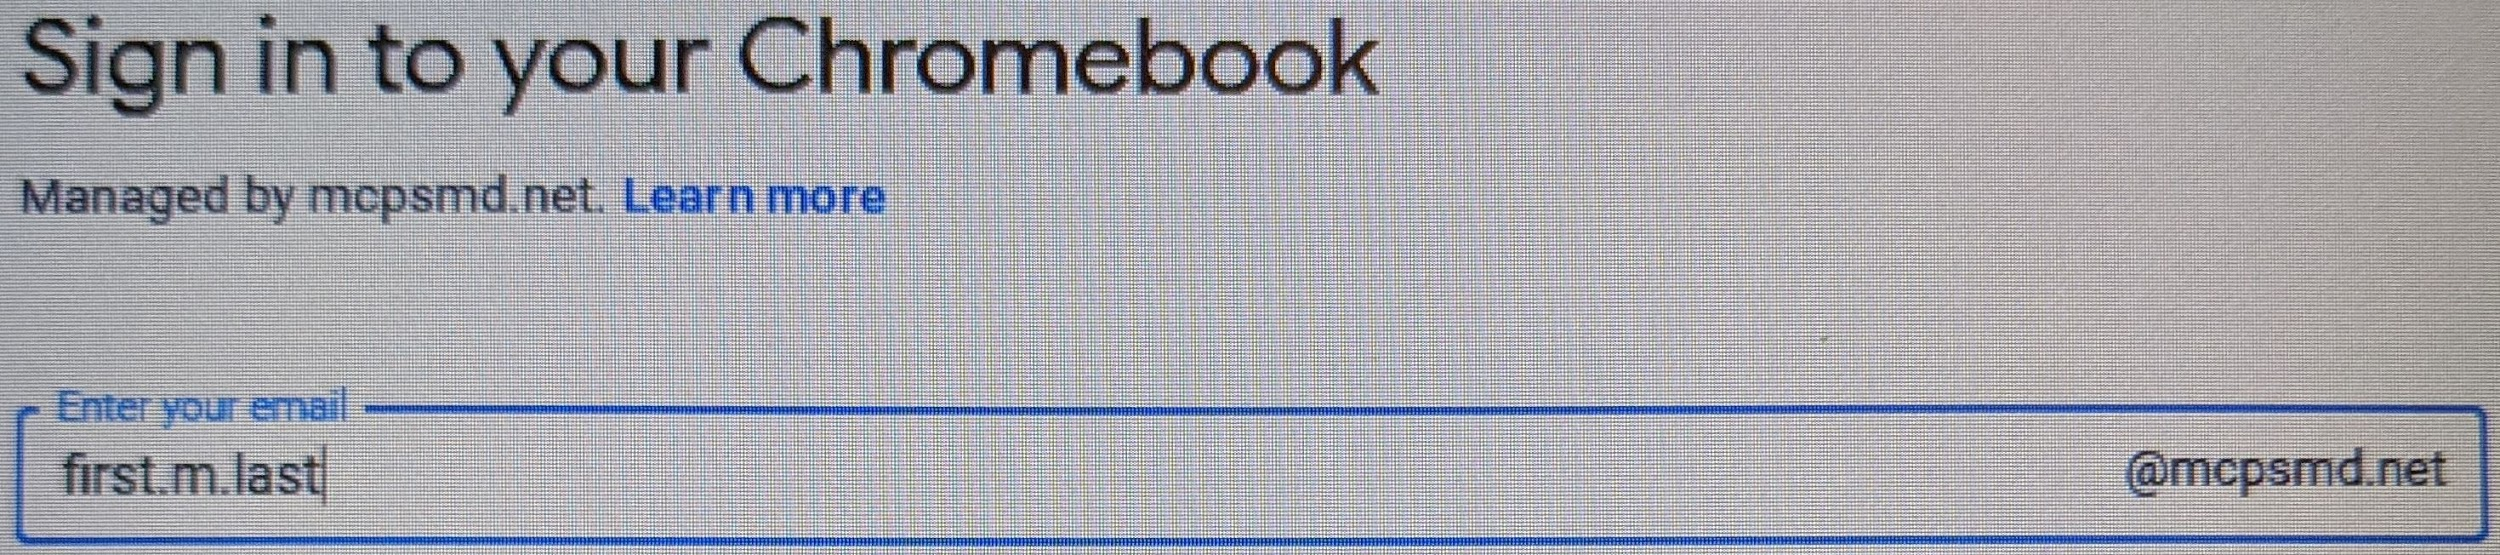 Sign in to your Chromebook
Managed by mcpsmd.net. Learn more
Enter your email
first.m.last @mcpsmd.net